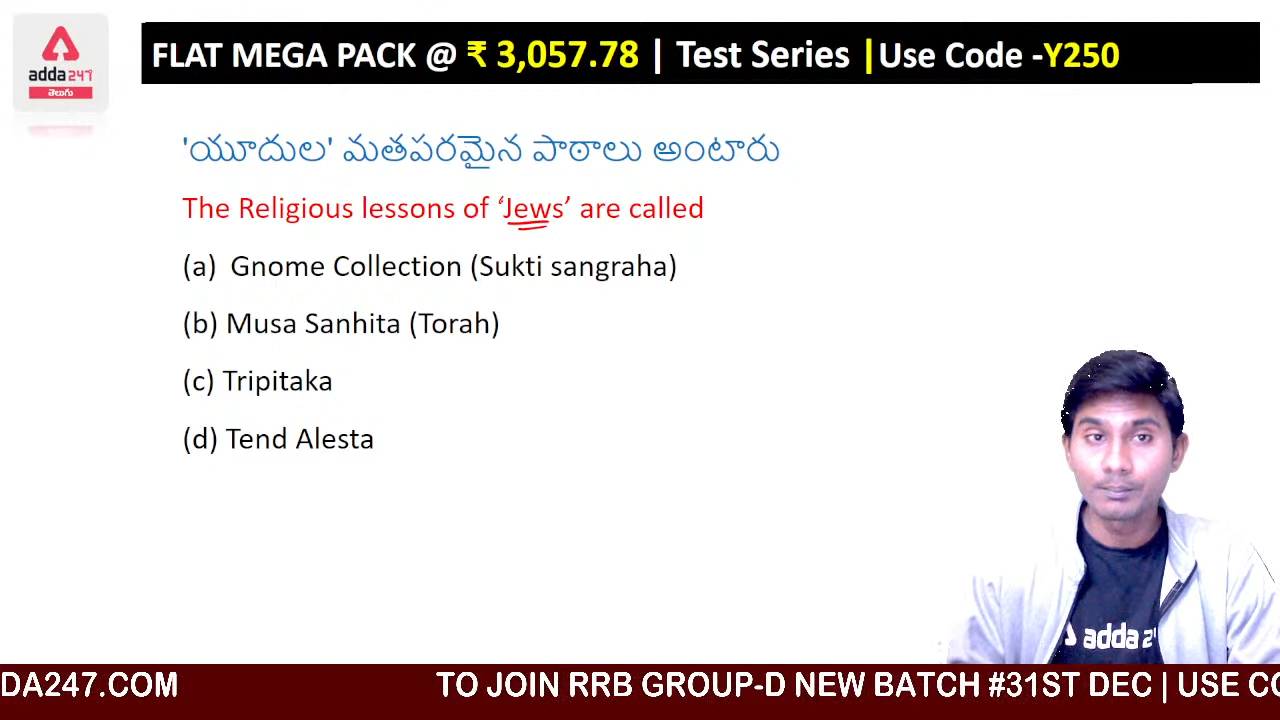 FLAT MEGA PACK @ ₹ 3,057.78 | Test Series |Use Code -Y250
adda247
తెలుగు
'యూదుల' మతపరమైన పాఠాలు అంటారు
The Religious lessons of ‘Jews’ are called
(a) Gnome Collection (Sukti sangraha)
(b) Musa Sanhita (Torah)
(c) Tripitaka
(d) Tend Alesta
adda 2
DA247.COM TO JOIN RRB GROUP-D NEW BATCH #31ST DEC | USE CO